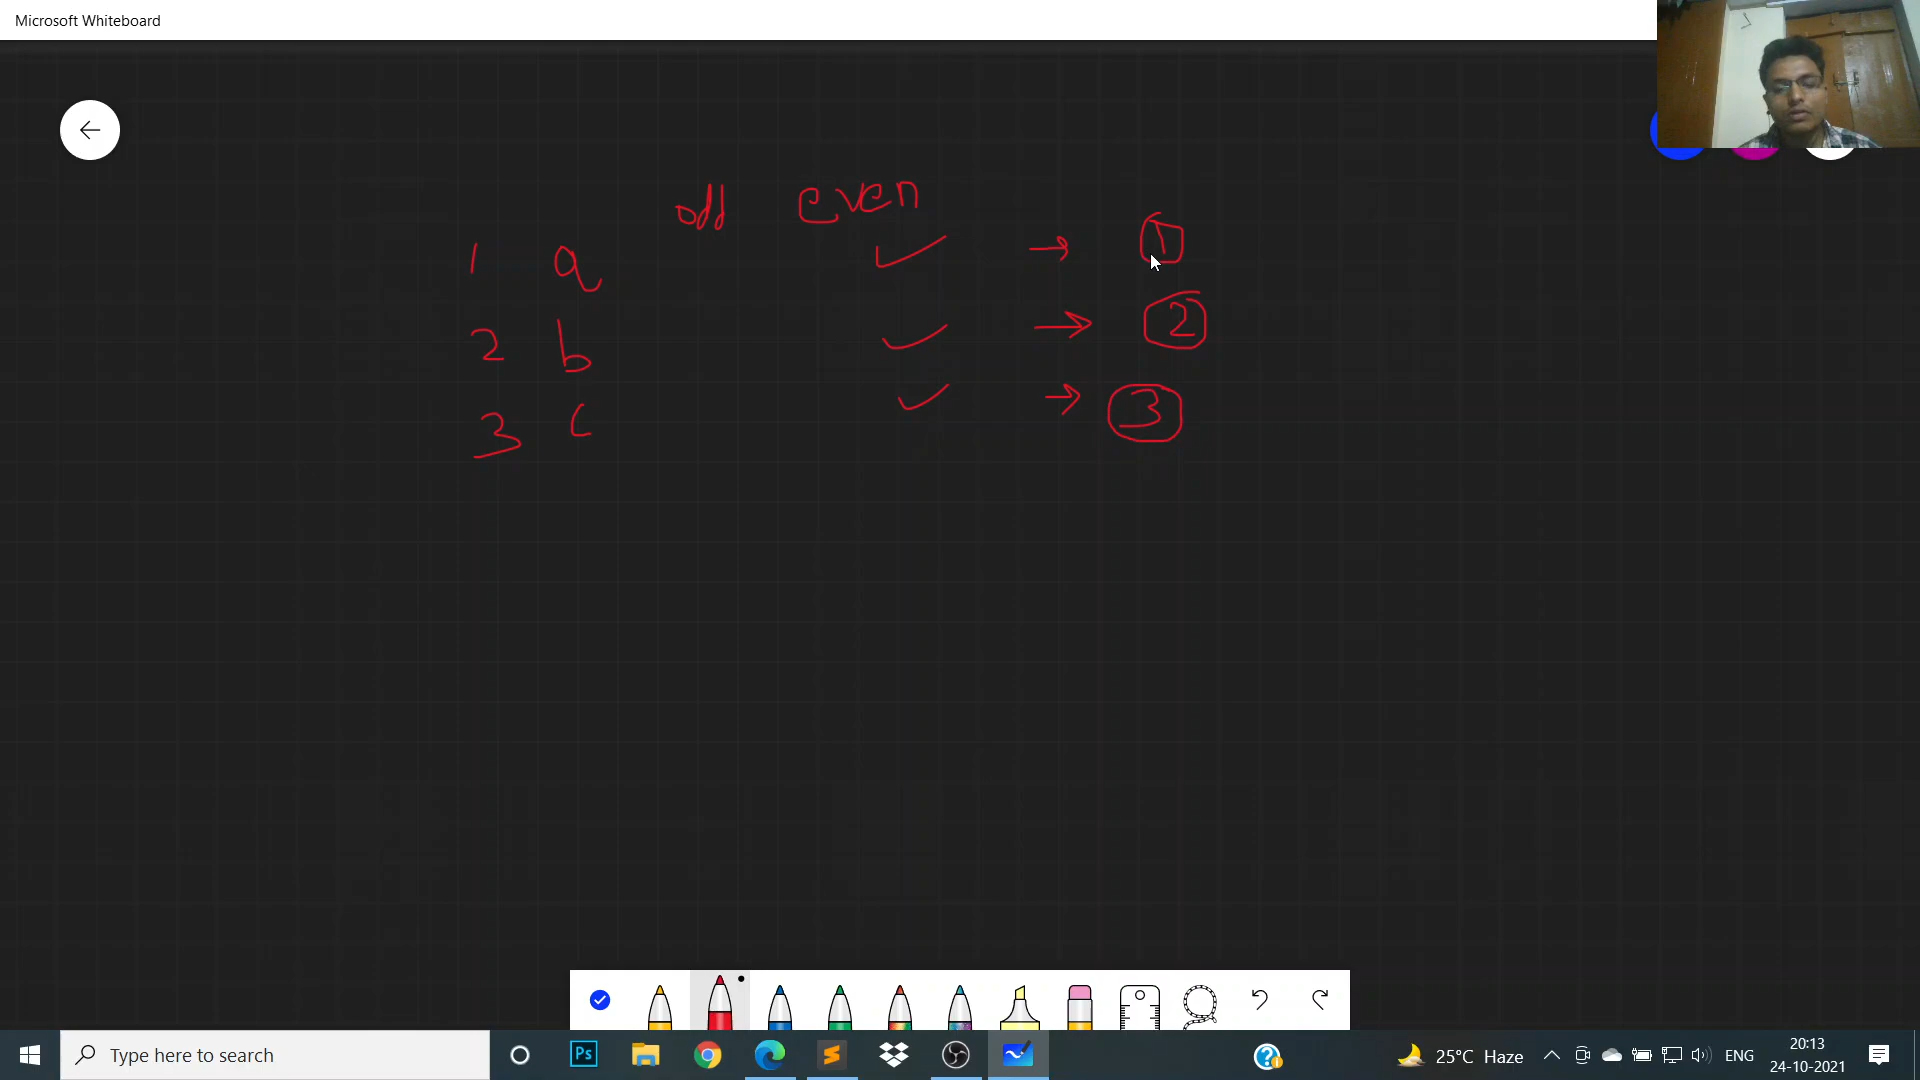 Microsoft Whiteboard
odd even
1 a ✓ → 1
2 b ✓ → 2
3 c ✓ → 3
Ps
Type here to search
25°C Haze
ENG
20:13
24-10-2021